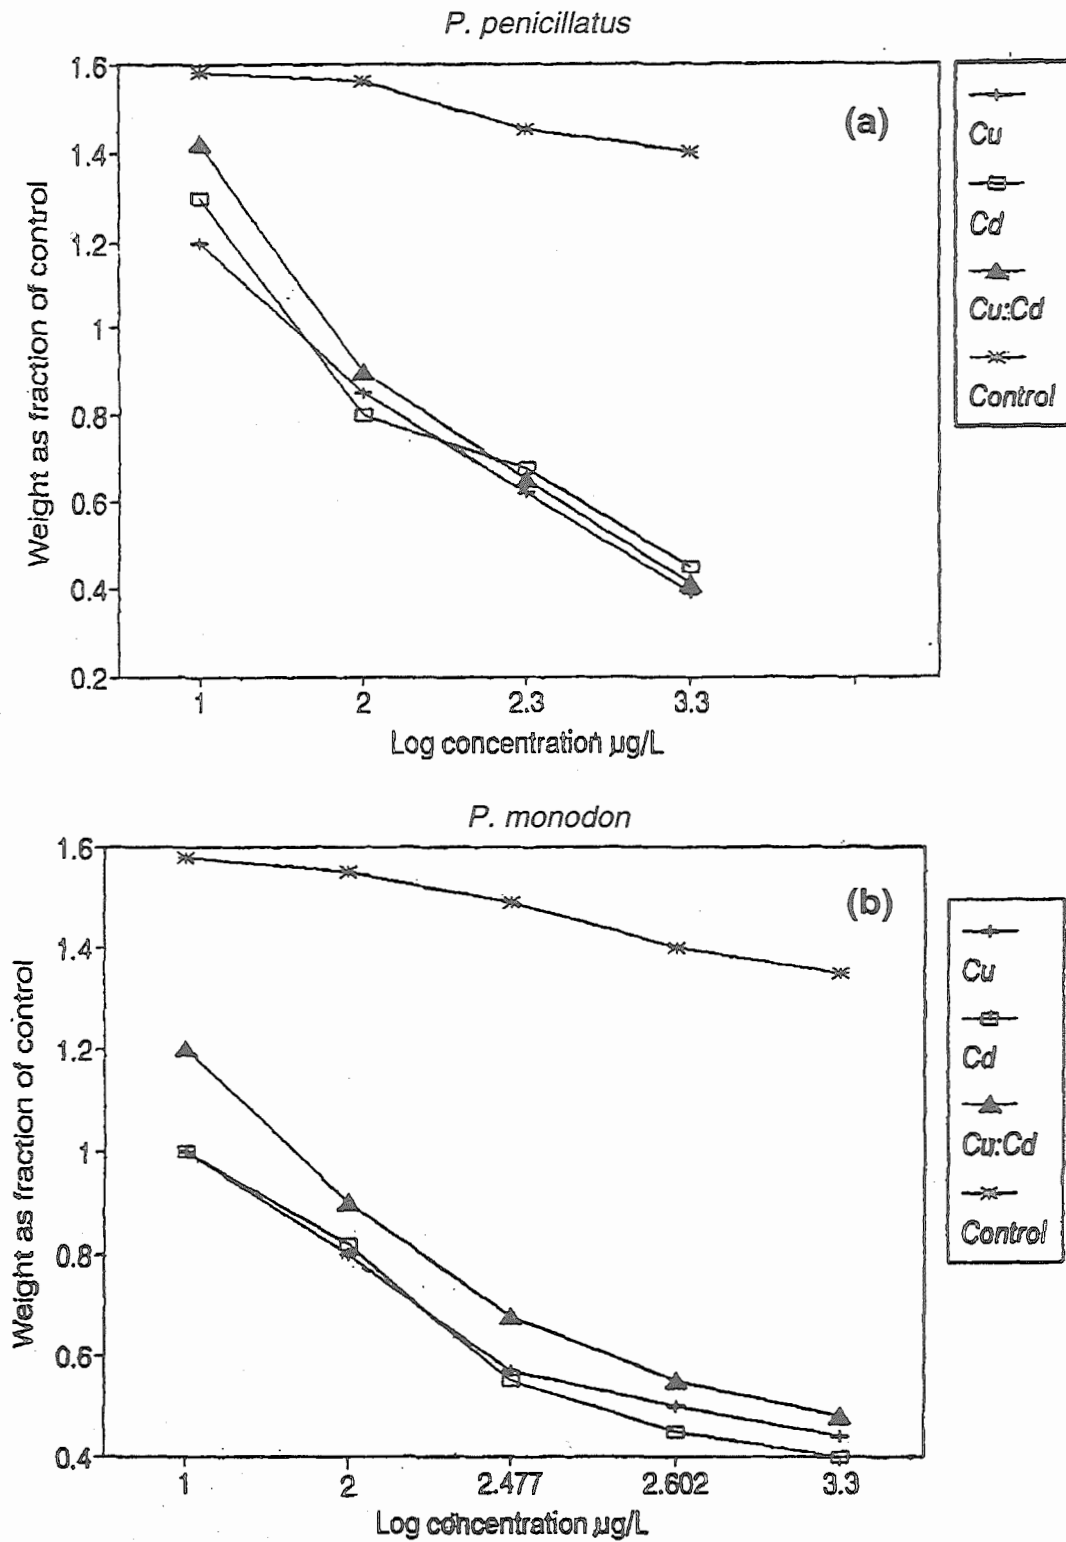 P. penicillatus
(a)
Weight as fraction of control
1.6
1.4
1.2
1
0.8
0.6
0.4
0.2
1 2 2.3 3.3
Log concentration µg/L
Cu
Cd
Cu:Cd
Control
P. monodon
(b)
Weight as fraction of control
1.6
1.4
1.2
1
0.8
0.6
0.4
1 2 2.477 2.602 3.3
Log concentration µg/L
Cu
Cd
Cu:Cd
Control